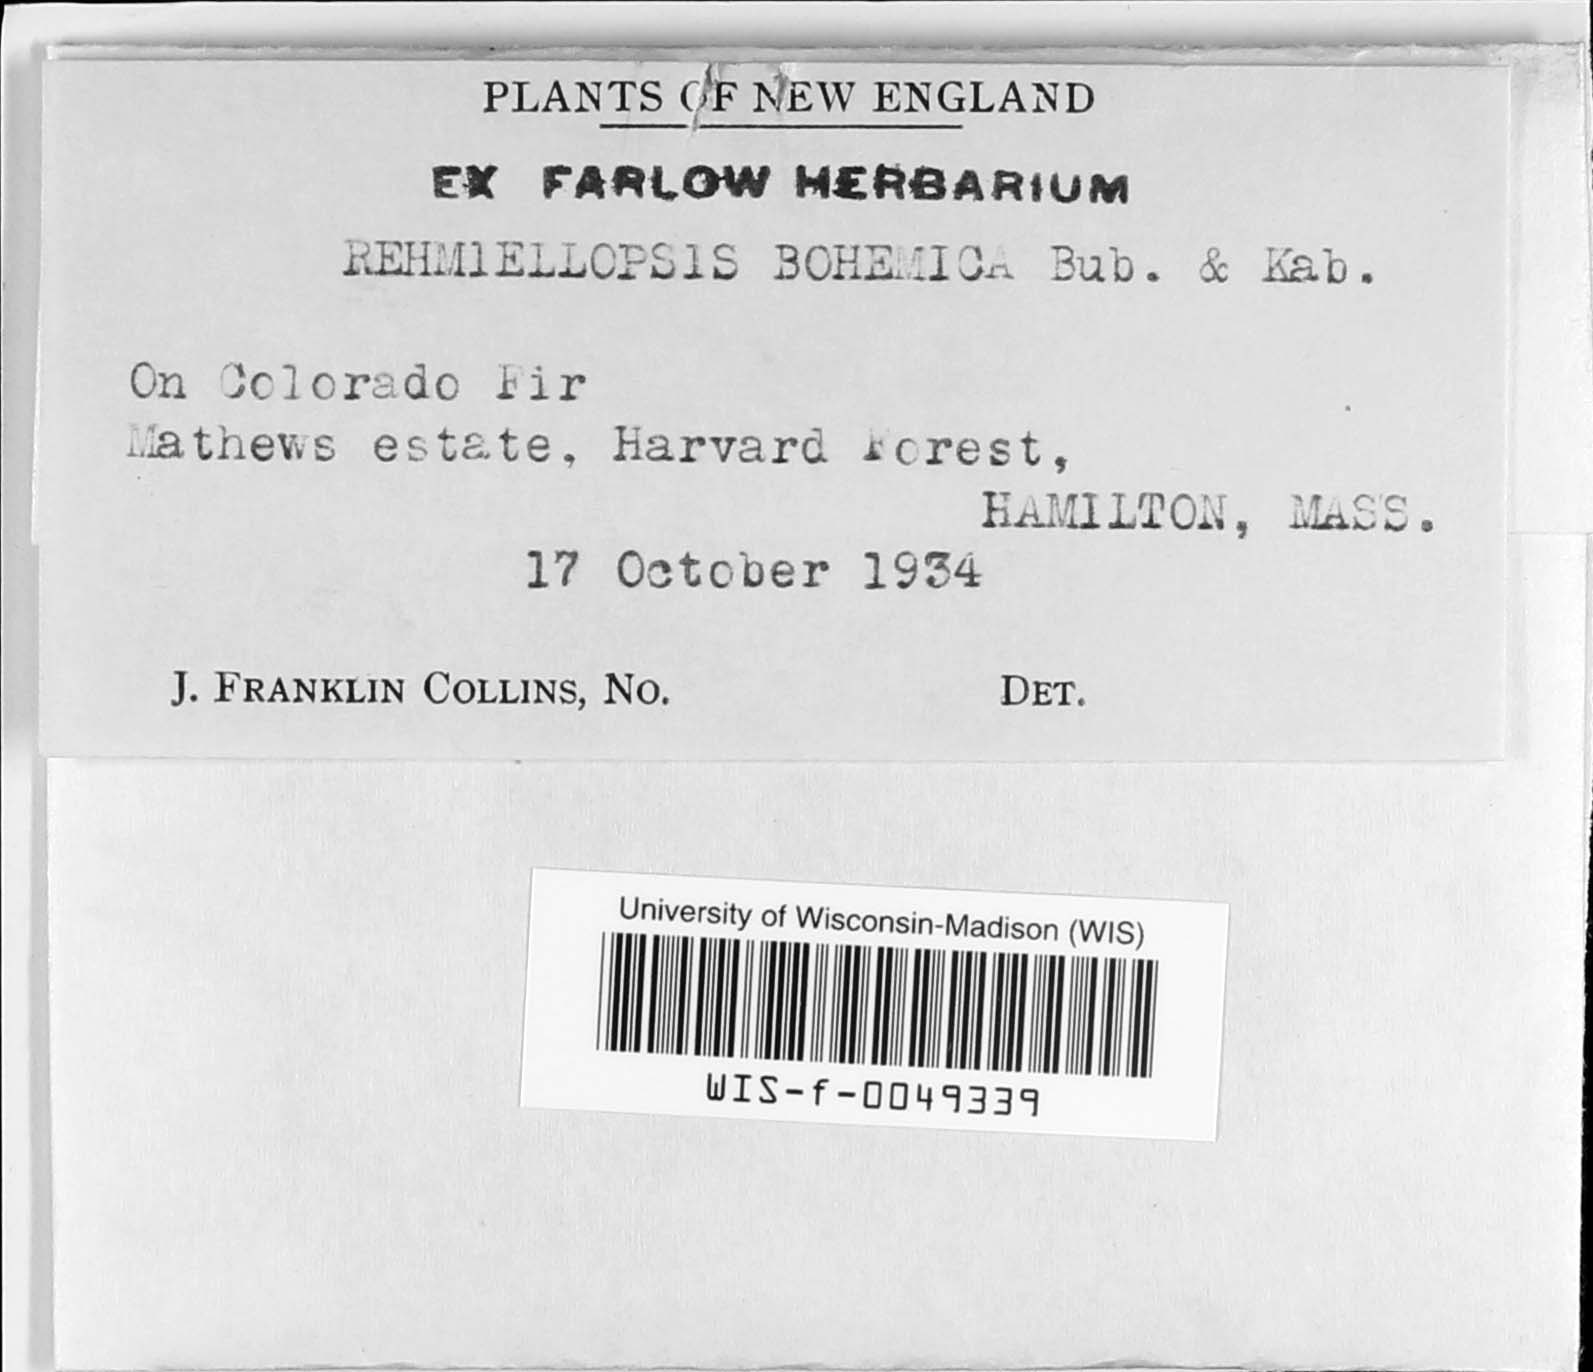 PLANTS OF NEW ENGLAND
EX FARLOW HERBARIUM
REHM1ELLOPS1S BOHEMICA Bub. & Kab.
On Colorado Fir
Mathews estate, Harvard Forest,
HAMILTON, MASS.
17 October 1934
J. FRANKLIN COLLINS, NO. DET.
University of Wisconsin-Madison (WIS)
WIS-f-0049339